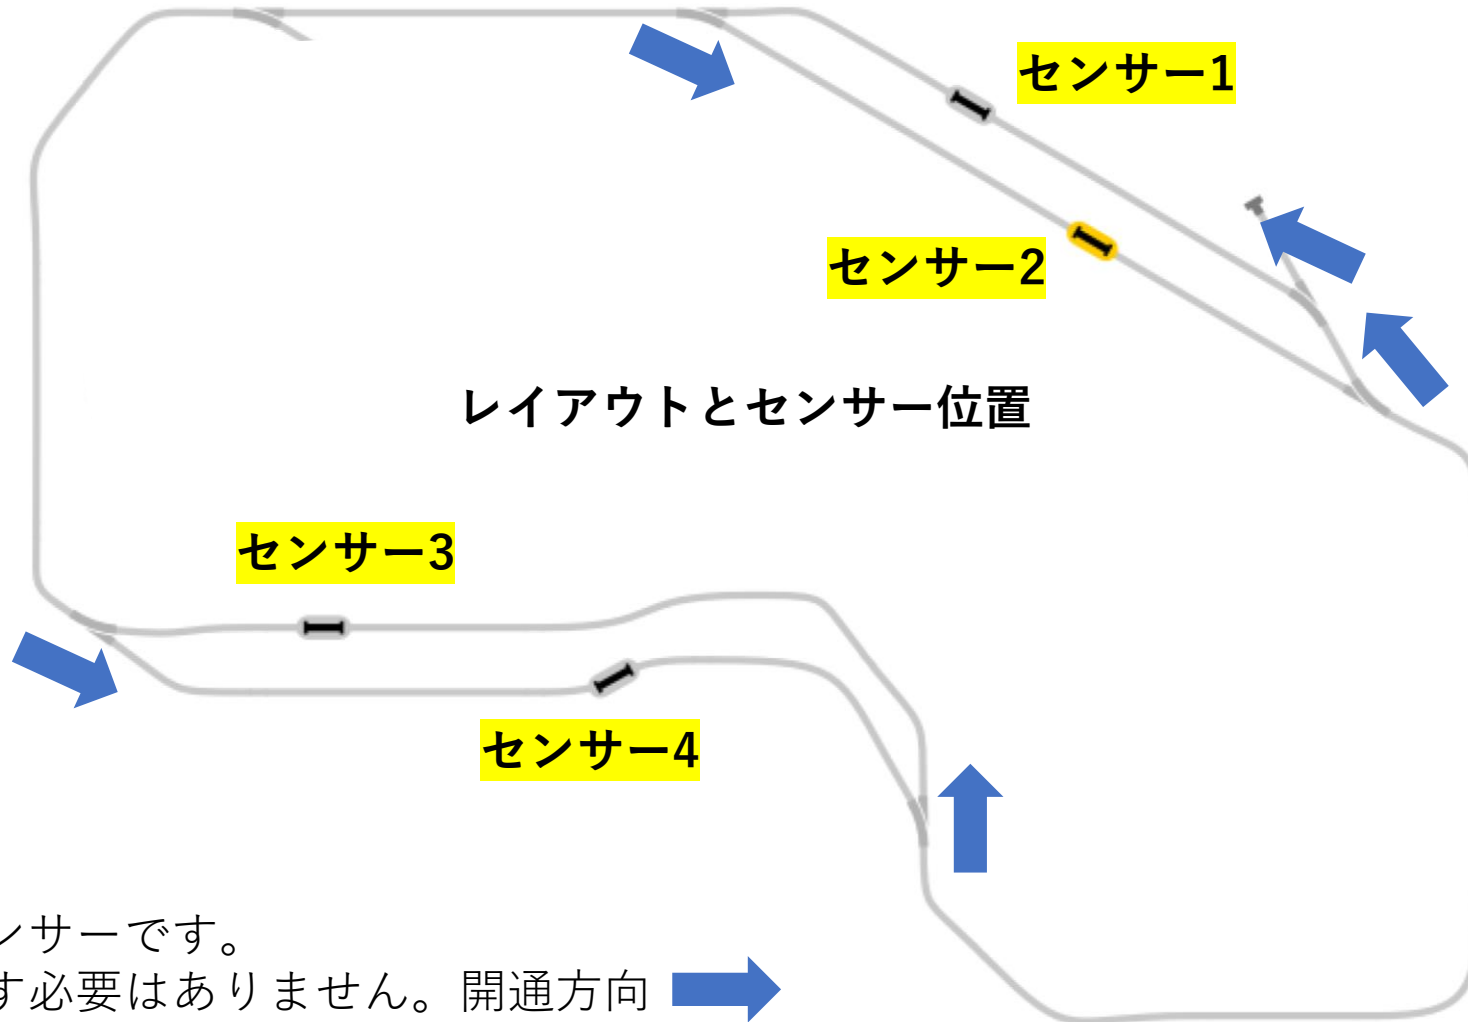 センサー1
センサー2
レイアウトとセンサー位置
センサー3
センサー4
ンサーです。
す必要はありません。開通方向